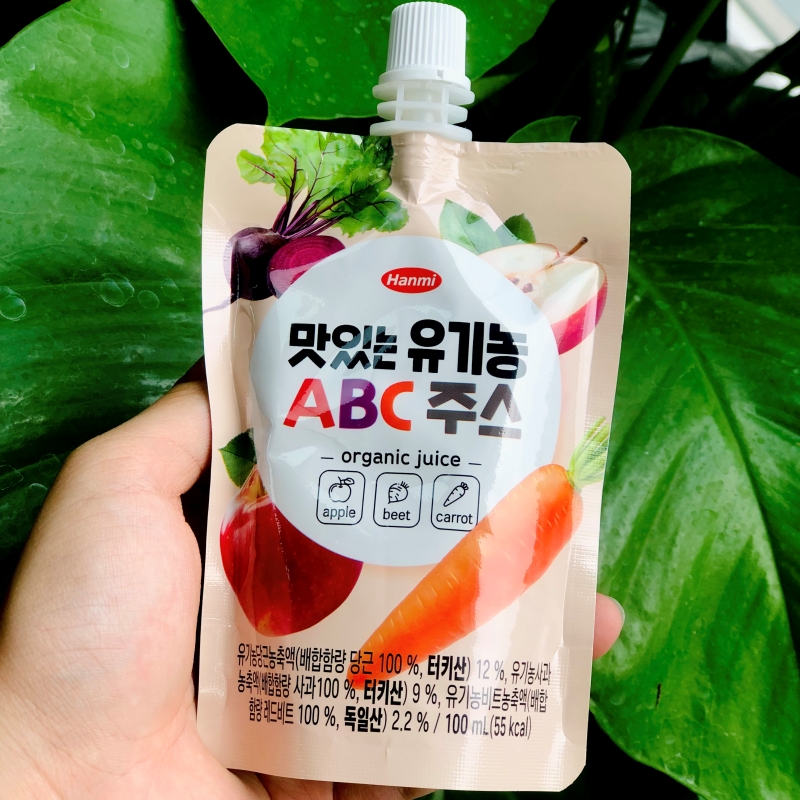 Hanmi
맛있는 유기농
ABC 주스
organic juice
apple beet carrot
유기농당근농축액(배합함량 당근 100 %, 터키산) 12 %, 유기농사과
농축액(배합함량 사과100 %, 터키산) 9 %, 유기농비트농축액(배합
함량 레드비트 100 %, 독일산) 2.2 % / 100 mL(55 kcal)